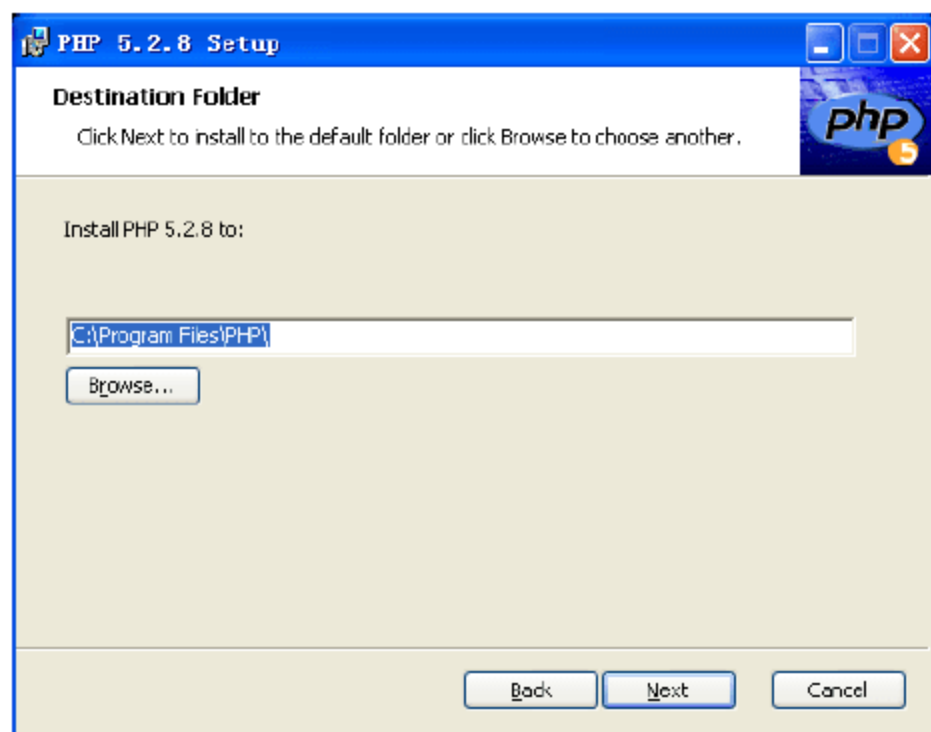 PHP 5.2.8 Setup
Destination Folder
Click Next to install to the default folder or click Browse to choose another.
php
5
Install PHP 5.2.8 to:
C:\Program Files\PHP\
Browse...
Back
Next
Cancel